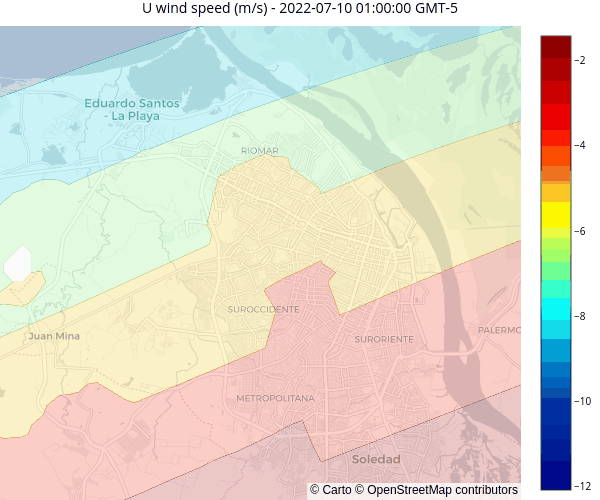 U wind speed (m/s) - 2022-07-10 01:00:00 GMT-5
Eduardo Santos
- La Playa
RIOMAR
SUROCCIDENTE
Juan Mina
SURORIENTE
PALERMO
METROPOLITANA
Soledad
© Carto © OpenStreetMap contributors
−2
−4
−6
−8
−10
−12